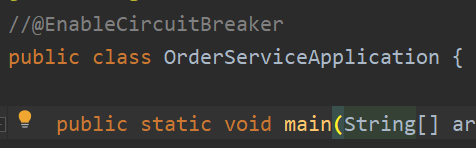 //@EnableCircuitBreaker
public class OrderServiceApplication {
public static void main(String[] ar